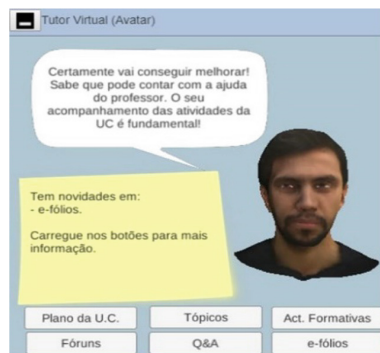 Tutor Virtual (Avatar)
Certamente vai conseguir melhorar!
Sabe que pode contar com a ajuda
do professor. O seu
acompanhamento das atividades da
UC é fundamental!
Tem novidades em:
- e-fólios.
Carregue nos botões para mais
informação.
Plano da U.C.
Tópicos
Act. Formativas
Fóruns
Q&A
e-fólios